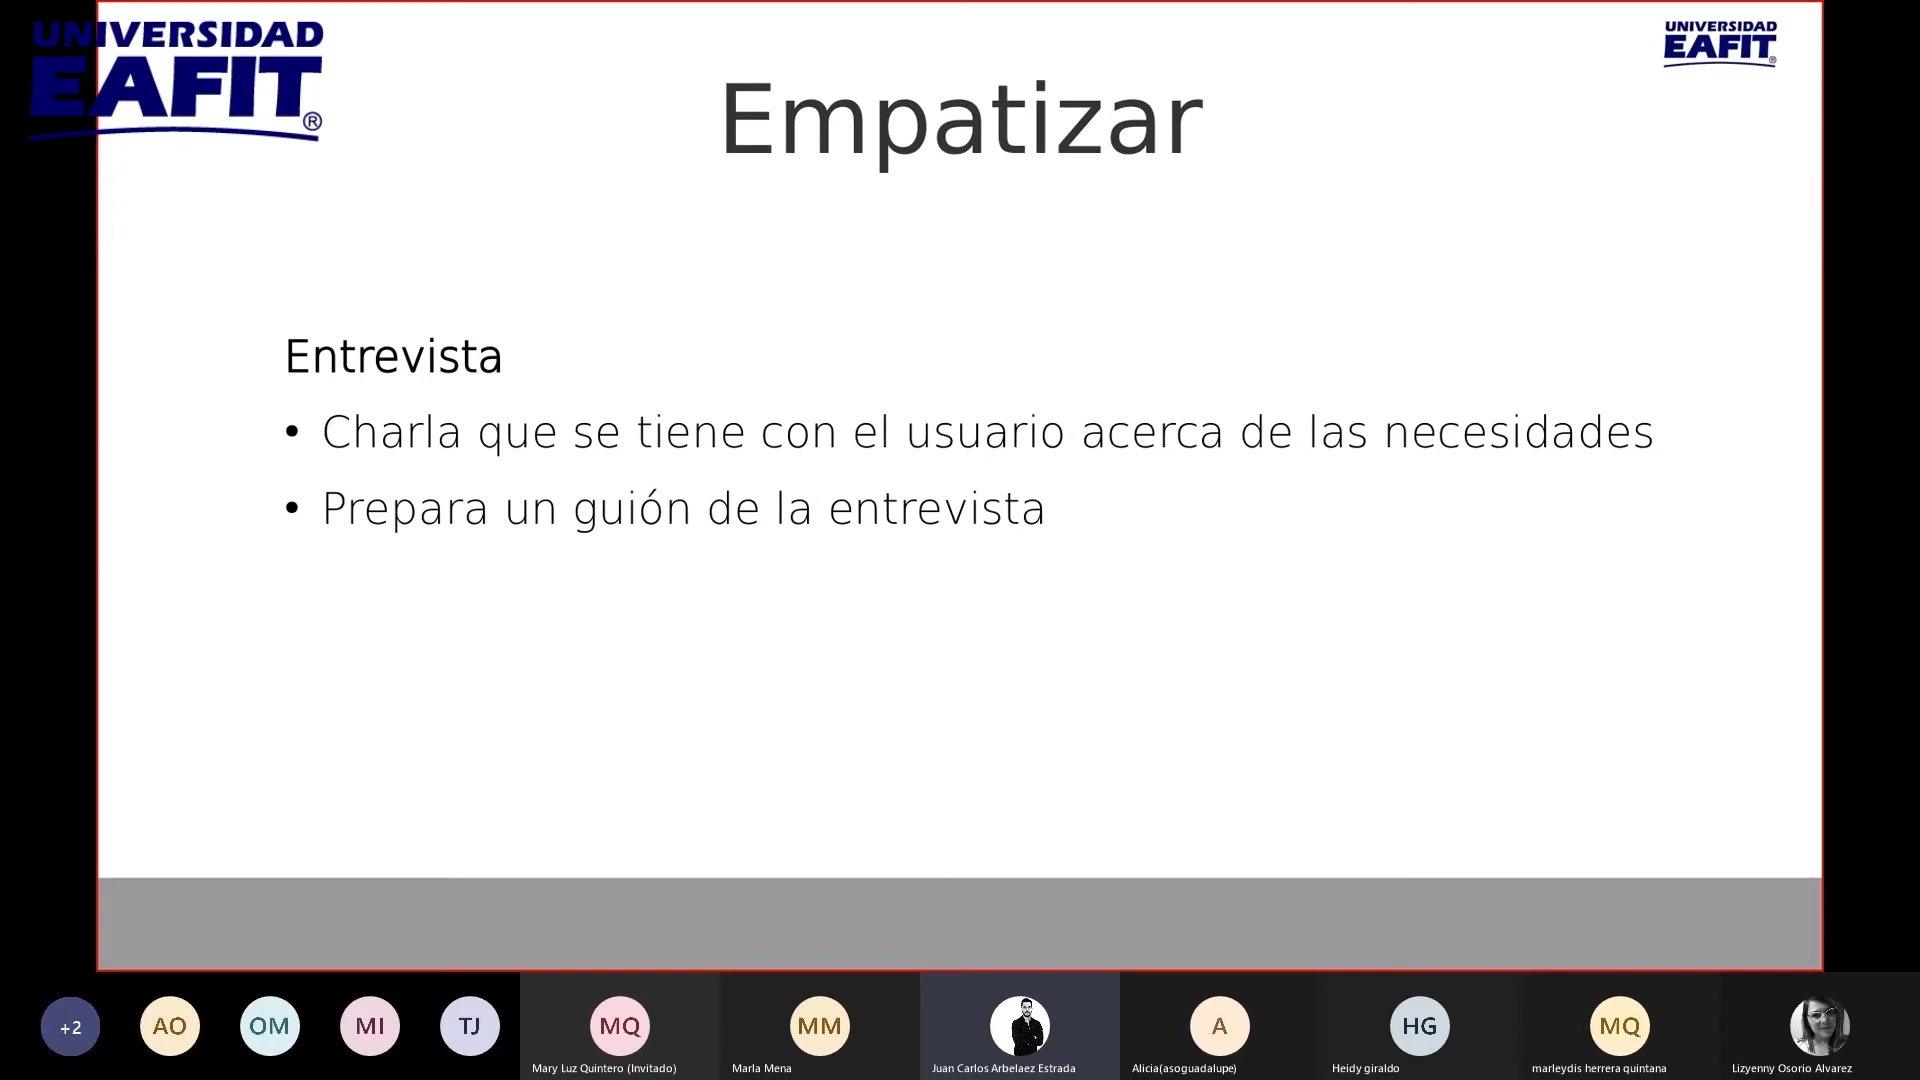 UNIVERSIDAD
EAFIT®
UNIVERSIDAD
EAFIT®
Empatizar
Entrevista
• Charla que se tiene con el usuario acerca de las necesidades
• Prepara un guión de la entrevista
+2
AO
OM
MI
TJ
MQ
MM
A
HG
MQ
Mary Luz Quintero (Invitado)
Marla Mena
Juan Carlos Arbelaez Estrada
Alicia(asoguadalupe)
Heidy giraldo
marleydis herrera quintana
Lizyenny Osorio Alvarez